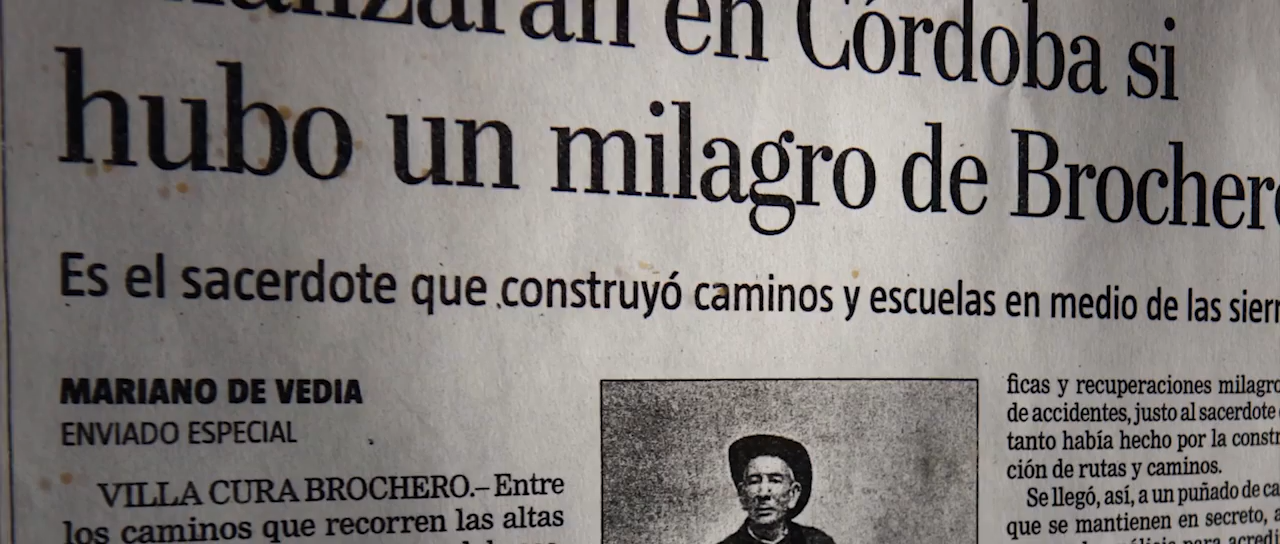 en Córdoba si
hubo un milagro de
Es el sacerdote que construyó caminos y escuelas en medio de las
MARIANO DE VEDIA
ENVIADO ESPECIAL
VILLA CURA BROCHERO.– Entre
los caminos que recorren las altas
ficas y recuperaciones
de accidentes, justo al sacerdote
tanto había hecho por la
ción de rutas y caminos.
Se llegó, así, a un puñado de
que se mantienen en secreto,